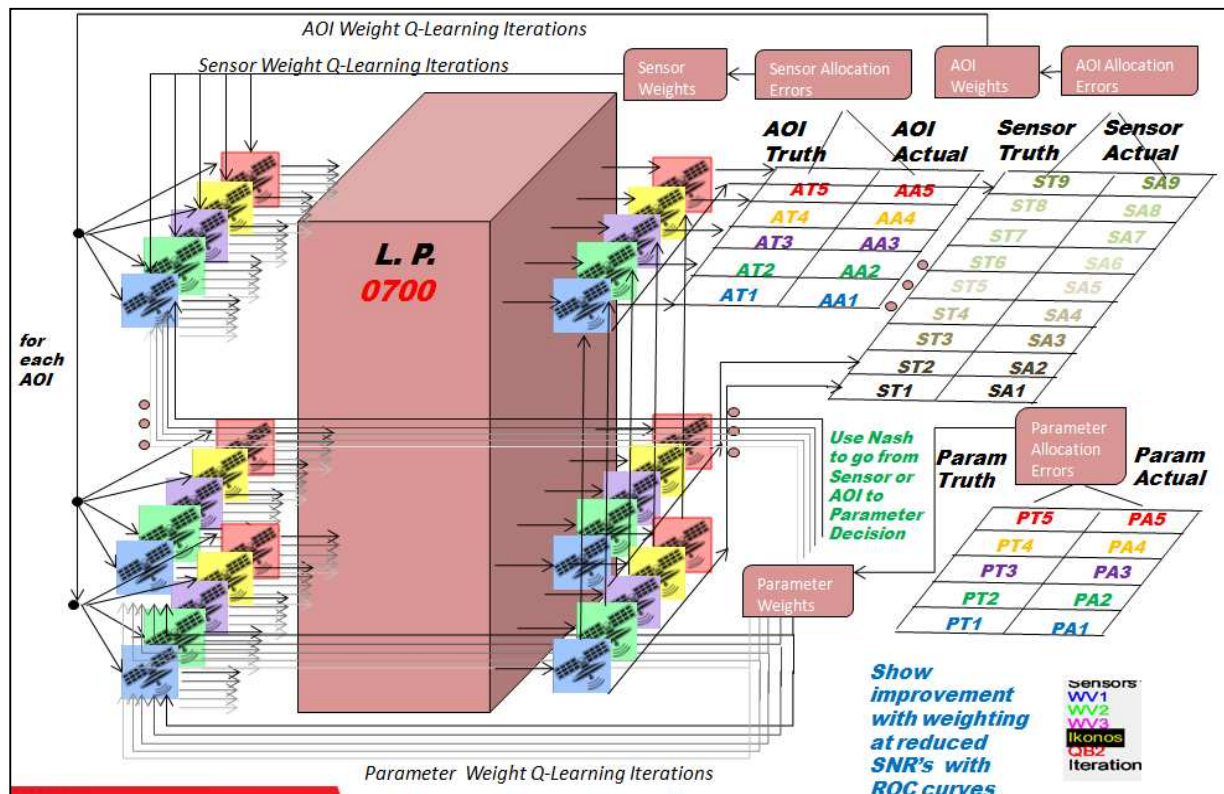 AOI Weight Q-Learning Iterations
Sensor Weight Q-Learning Iterations
Sensor
Weights
Sensor Allocation
Errors
AOI
Weights
AOI Allocation
Errors
AOI
Truth
AOI
Actual
Sensor
Truth
Sensor
Actual
AT5 AA5
AT4 AA4
AT3 AA3
AT2 AA2
AT1 AA1
ST9 SA9
ST8 SA8
ST7 SA7
ST6 SA6
ST5 SA5
ST4 SA4
ST3 SA3
ST2 SA2
ST1 SA1
L. P.
0700
for
each
AOI
Use Nash
to go from
Sensor or
AOI to
Parameter
Decision
Parameter
Allocation
Errors
Param
Truth
Param
Actual
PT5 PA5
PT4 PA4
PT3 PA3
PT2 PA2
PT1 PA1
Parameter
Weights
Show
improvement
with weighting
at reduced
SNR's with
ROC curves
Sensors
WV1
WV2
WV3
Ikonos
QB2
Iteration
Parameter Weight Q-Learning Iterations